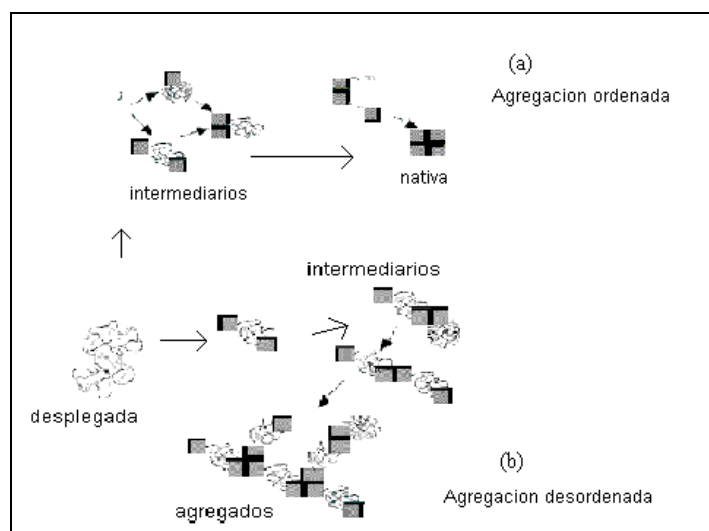 (a)
Agregacion ordenada
intermediarios
nativa
intermediarios
desplegada
agregados
(b)
Agregacion desordenada